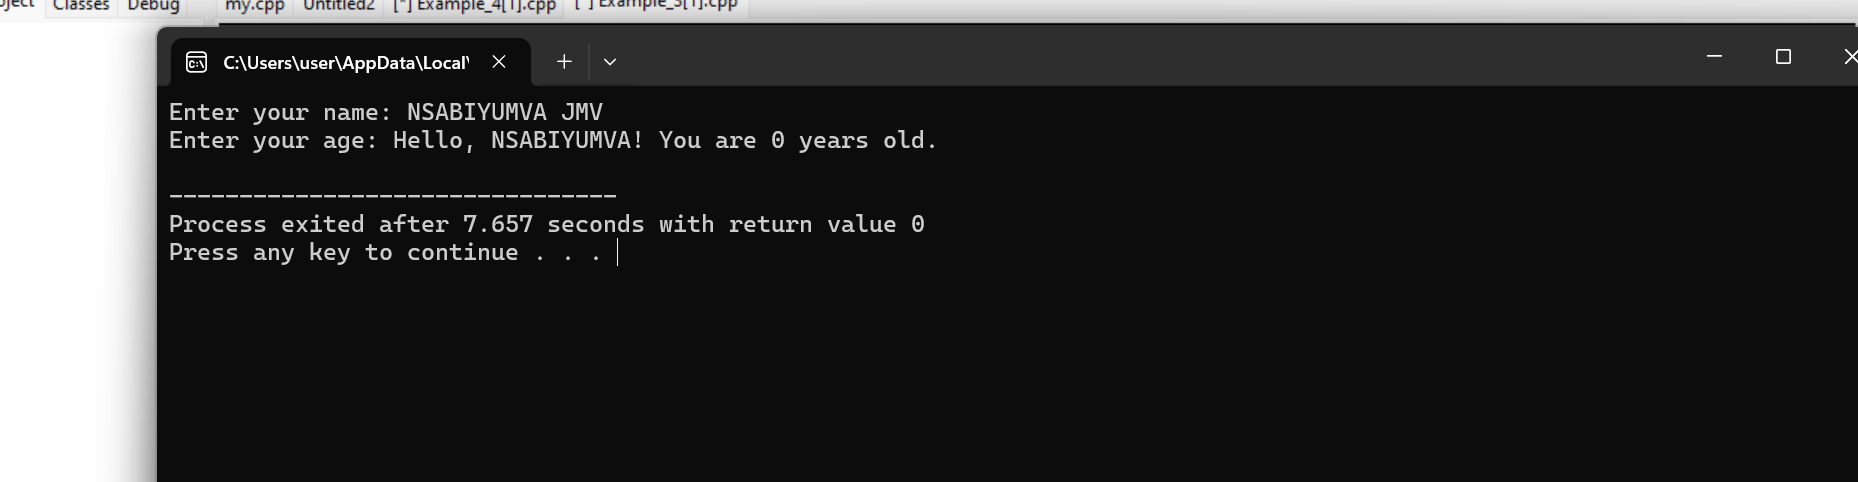 Classes Debug my.cpp Untitled2 [*] Example_4[1].cpp [*] Example_3[1].cpp
C:\Users\user\AppData\Local\
Enter your name: NSABIYUMVA JMV
Enter your age: Hello, NSABIYUMVA! You are 0 years old.
--------------------------------
Process exited after 7.657 seconds with return value 0
Press any key to continue . . .